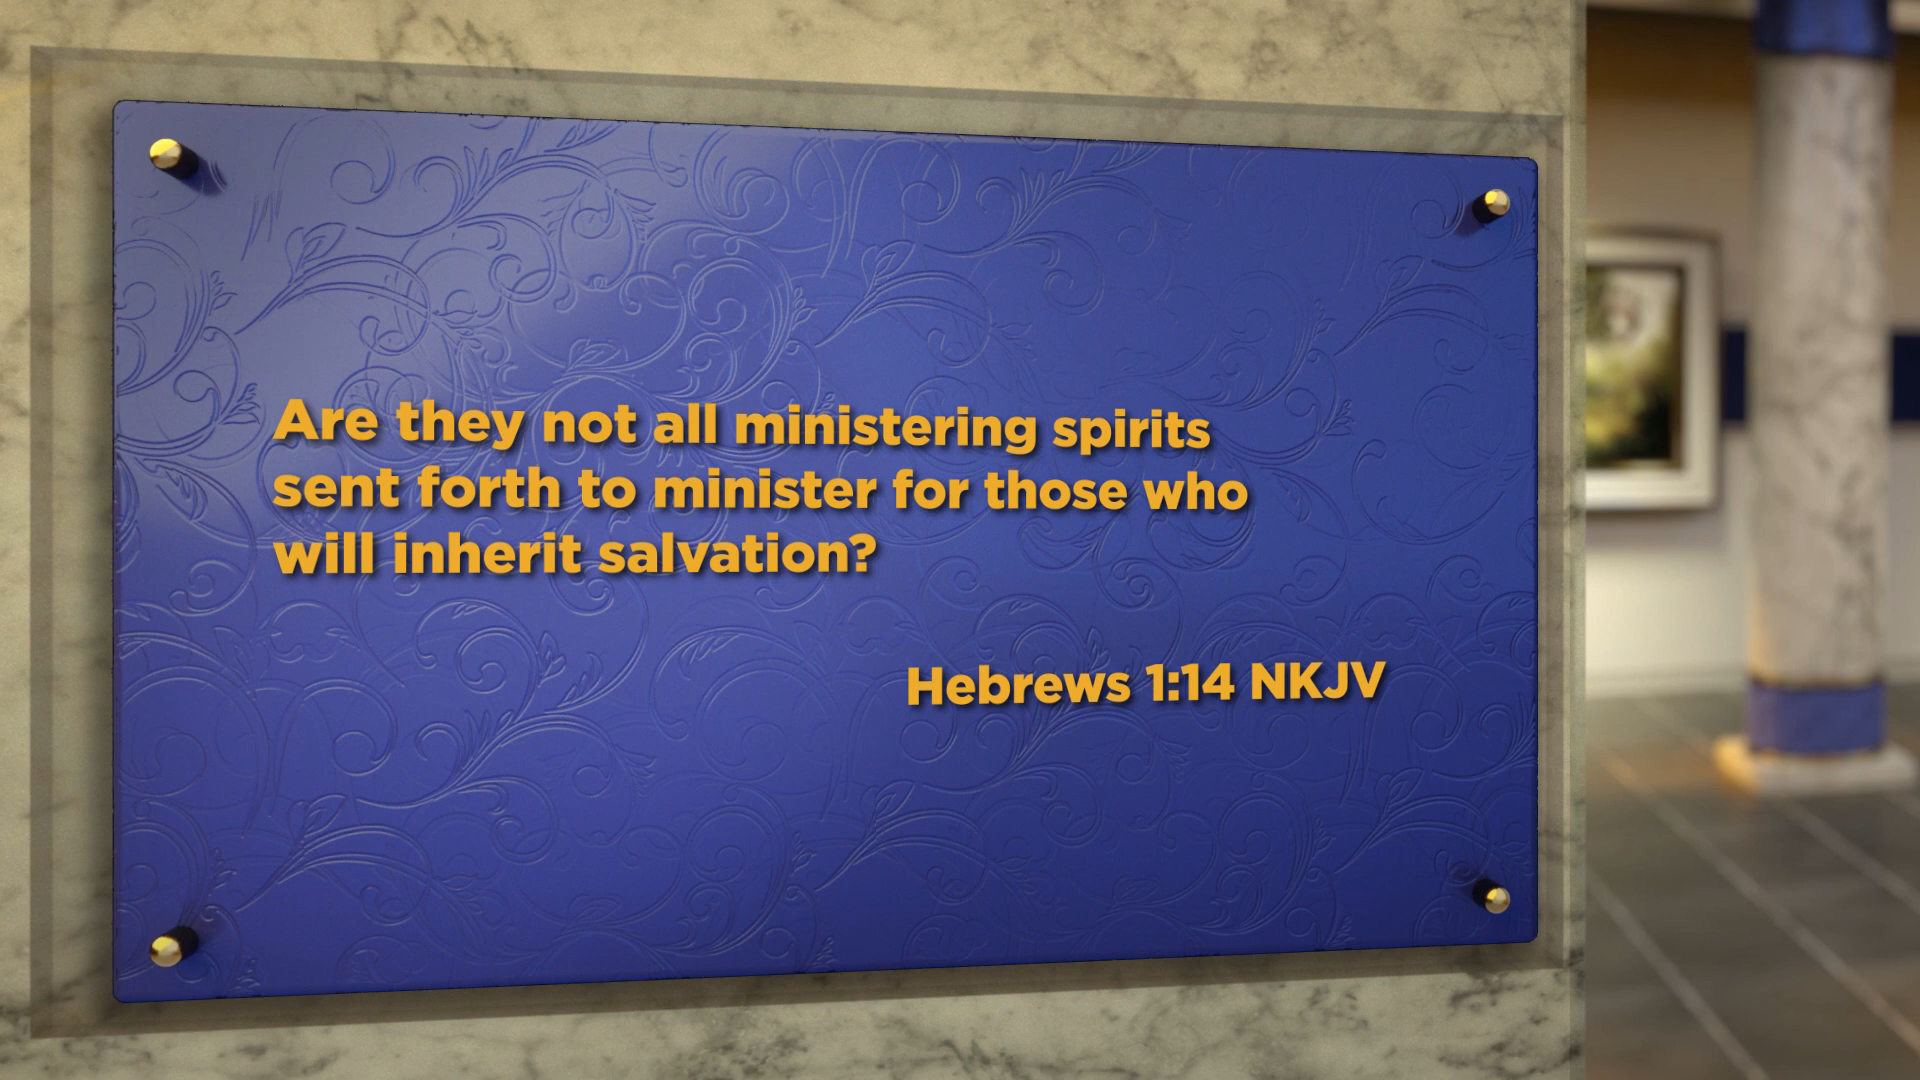 Are they not all ministering spirits
sent forth to minister for those who
will inherit salvation?
Hebrews 1:14 NKJV